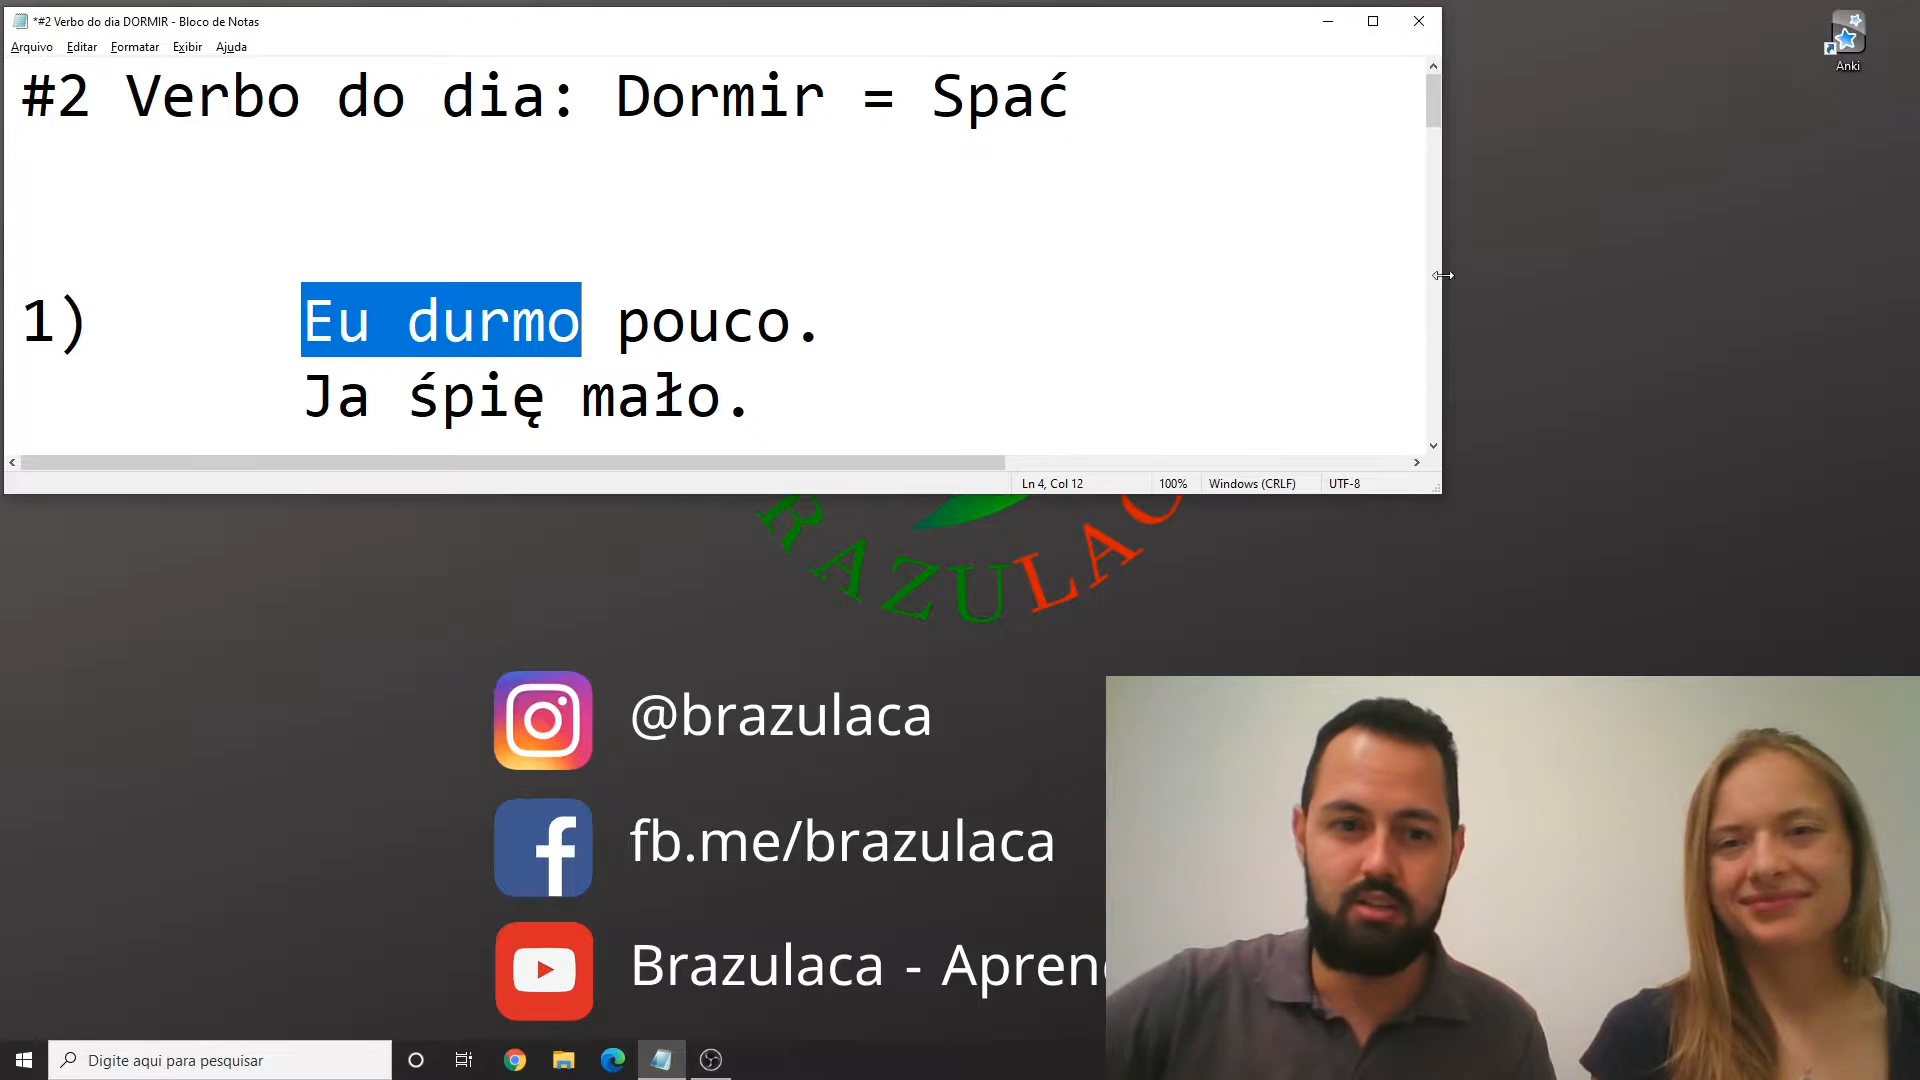 *#2 Verbo do dia DORMIR - Bloco de Notas
Arquivo Editar Formatar Exibir Ajuda
#2 Verbo do dia: Dormir = Spać
1) Eu durmo pouco.
Ja śpię mało.
Ln 4, Col 12 100% Windows (CRLF) UTF-8
Anki
RAZULAC
@brazulaca
fb.me/brazulaca
Brazulaca - Apren
Digite aqui para pesquisar